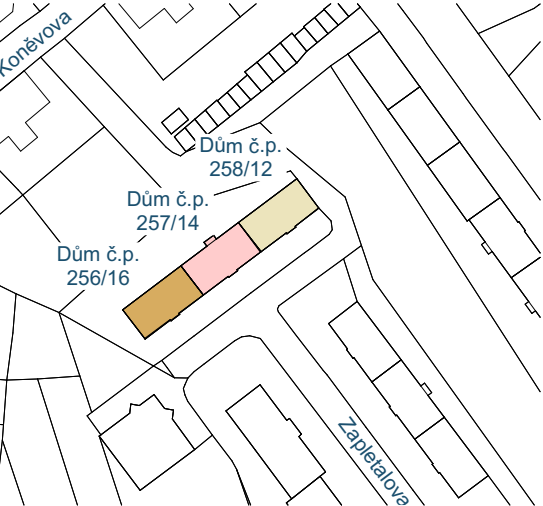 Koněvova
Dům č.p.
258/12
Dům č.p.
257/14
Dům č.p.
256/16
Zapletalova